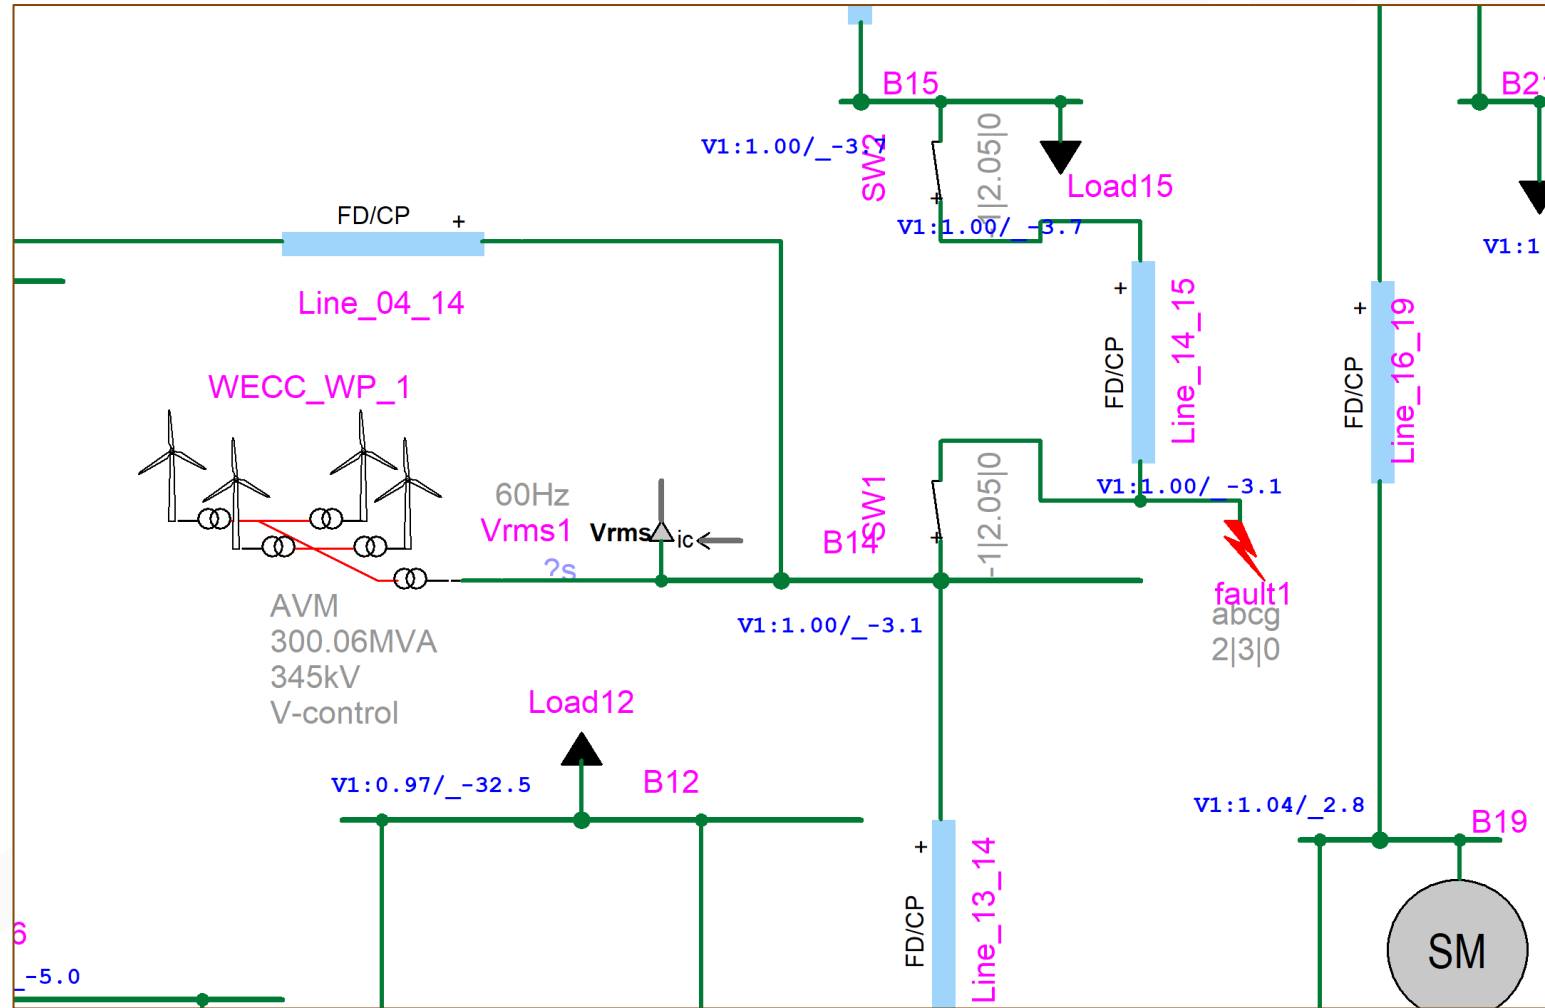 B15
B21
V1:1.00/_-3.7
SW2
-1|2.05|0
Load15
FD/CP
+
V1:1.00/_-3.7
V1:1
Line_04_14
+
+
Line_14_15
FD/CP
+
Line_16_19
FD/CP
WECC_WP_1
60Hz
Vrms1
Vrms
ic
?s
B14
SW1
+
-1|2.05|0
V1:1.00/_-3.1
fault1
abcg
2|3|0
AVM
300.06MVA
345kV
V-control
V1:1.00/_-3.1
Load12
V1:0.97/_-32.5
B12
V1:1.04/_2.8
B19
+
FD/CP
Line_13_14
SM
6
_-5.0